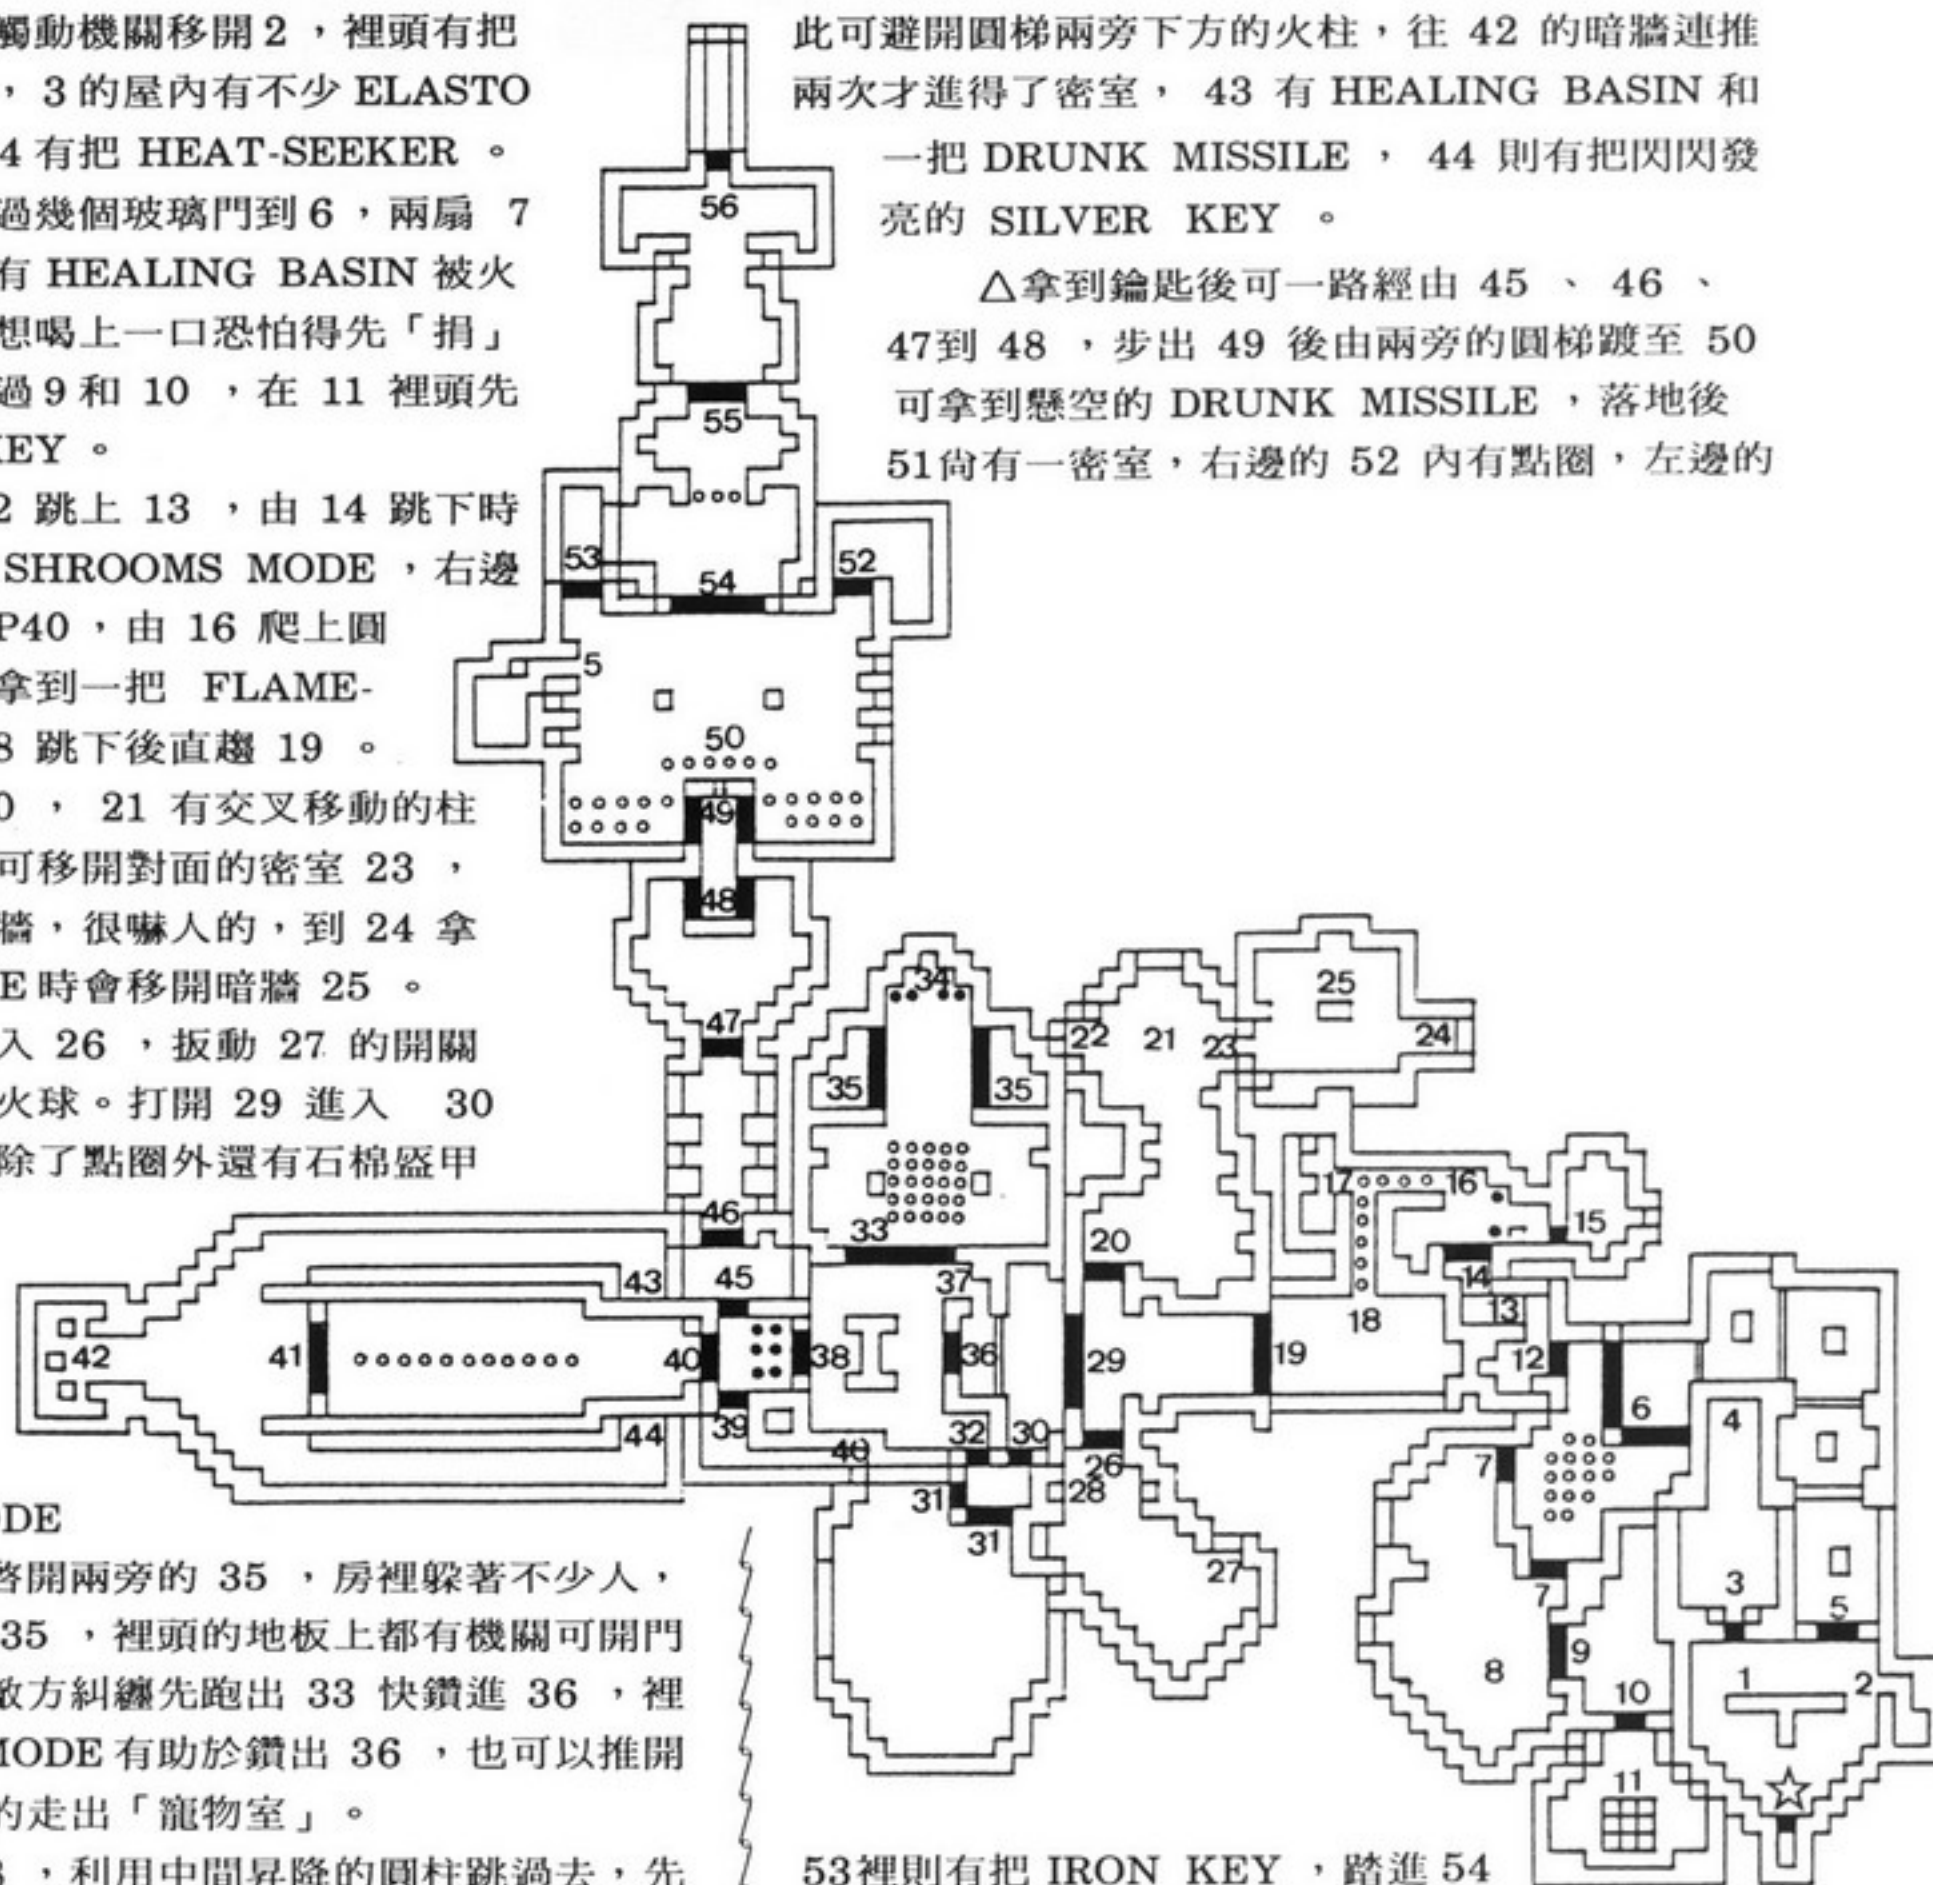 觸動機關移開2，裡頭有把
，3的屋內有不少 ELASTO
4 有把 HEAT-SEEKER 。
過幾個玻璃門到6，兩扇 7
有 HEALING BASIN 被火
想喝上一口恐怕得先「捐」
過9和 10 ，在 11 裡頭先
KEY 。
2 跳上 13 ，由 14 跳下時
SHROOMS MODE ，右邊
P40 ，由 16 爬上圓
拿到一把 FLAME-
8 跳下後直趨 19 。
0 ， 21 有交叉移動的柱
可移開對面的密室 23 ，
牆，很嚇人的，到 24 拿
E時會移開暗牆 25 。
入 26 ，扳動 27 的開關
火球。打開 29 進入 30
除了點圈外還有石棉盔甲
DE
啓開兩旁的 35 ，房裡躲著不少人，
35 ，裡頭的地板上都有機關可開門
敵方糾纏先跑出 33 快鑽進 36 ，裡
MODE有助於鑽出 36 ，也可以推開
的走出「寵物室」。
，利用中間昇降的圓柱跳過去，先
此可避開圓梯兩旁下方的火柱，往 42 的暗牆連推
兩次才進得了密室， 43 有 HEALING BASIN 和
一把 DRUNK MISSILE ， 44 則有把閃閃發
亮的 SILVER KEY 。
△拿到鑰匙後可一路經由 45 、 46 、
47到 48 ，步出 49 後由兩旁的圓梯踱至 50
可拿到懸空的 DRUNK MISSILE ，落地後
51尙有一密室，右邊的 52 內有點圈，左邊的
53裡則有把 IRON KEY ，踏進54
56
55
53
52
54
5
50
49
48
47
34
25
22
21
23
24
35
35
17
16
46
33
20
15
43
45
37
14
13
18
42
41
40
38
36
29
19
12
6
4
44
39
40
32
30
26
7
31
28
31
27
7
3
5
9
8
1
2
10
11